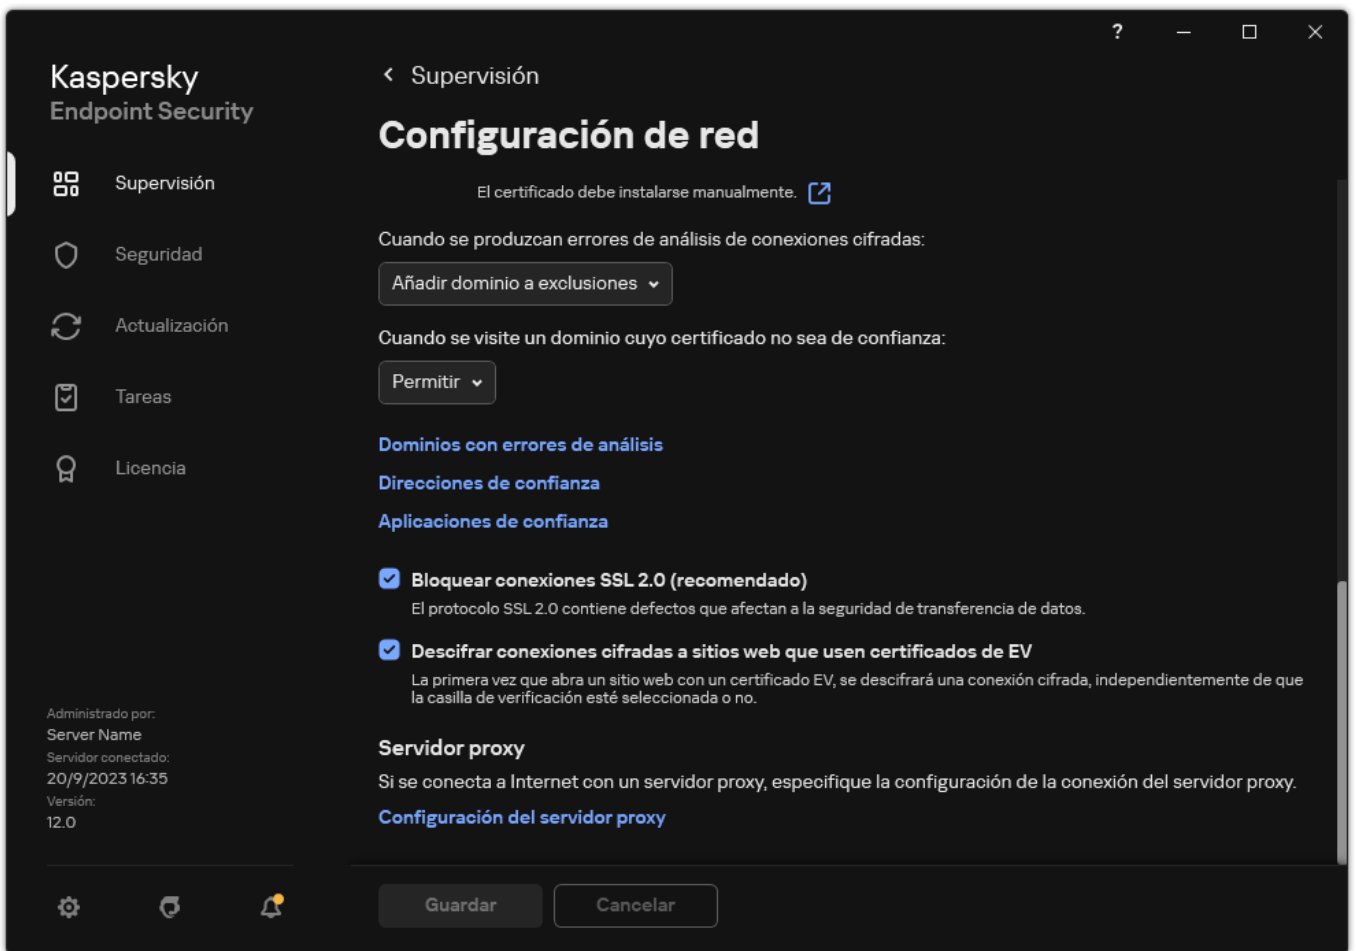 ?
Kaspersky
Endpoint Security
Supervisión
Seguridad
Actualización
Tareas
Licencia
Administrado por:
Server Name
Servidor conectado:
20/9/2023 16:35
Versión:
12.0
Supervisión
Configuración de red
El certificado debe instalarse manualmente.
Cuando se produzcan errores de análisis de conexiones cifradas:
Añadir dominio a exclusiones
Cuando se visite un dominio cuyo certificado no sea de confianza:
Permitir
Dominios con errores de análisis
Direcciones de confianza
Aplicaciones de confianza
Bloquear conexiones SSL 2.0 (recomendado)
El protocolo SSL 2.0 contiene defectos que afectan a la seguridad de transferencia de datos.
Descifrar conexiones cifradas a sitios web que usen certificados de EV
La primera vez que abra un sitio web con un certificado EV, se descifrará una conexión cifrada, independientemente de que
la casilla de verificación esté seleccionada o no.
Servidor proxy
Si se conecta a Internet con un servidor proxy, especifique la configuración de la conexión del servidor proxy.
Configuración del servidor proxy
Guardar
Cancelar